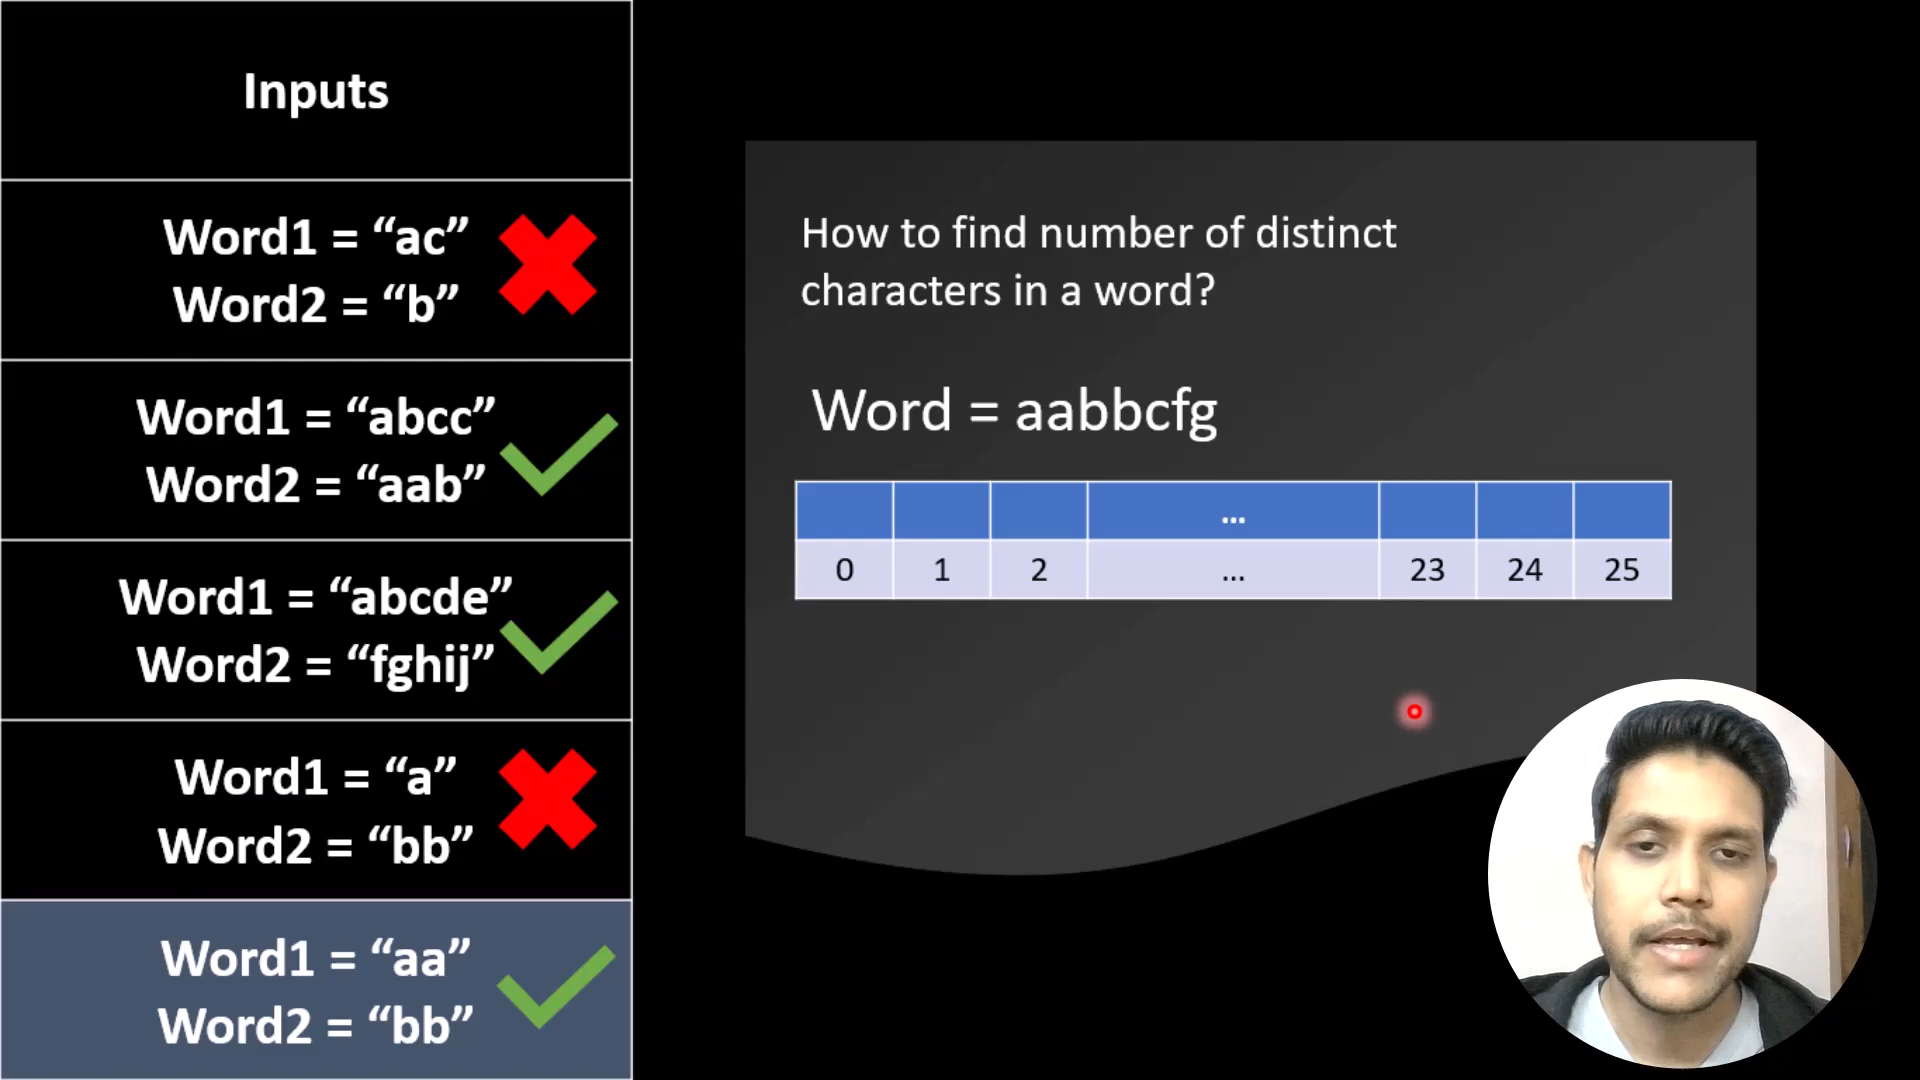 Inputs
Word1 = “ac”
Word2 = “b”
Word1 = “abcc”
Word2 = “aab”
Word1 = “abcde”
Word2 = “fghij”
Word1 = “a”
Word2 = “bb”
Word1 = “aa”
Word2 = “bb”
How to find number of distinct
characters in a word?
Word = aabbcfg
...
0 1 2 ... 23 24 25